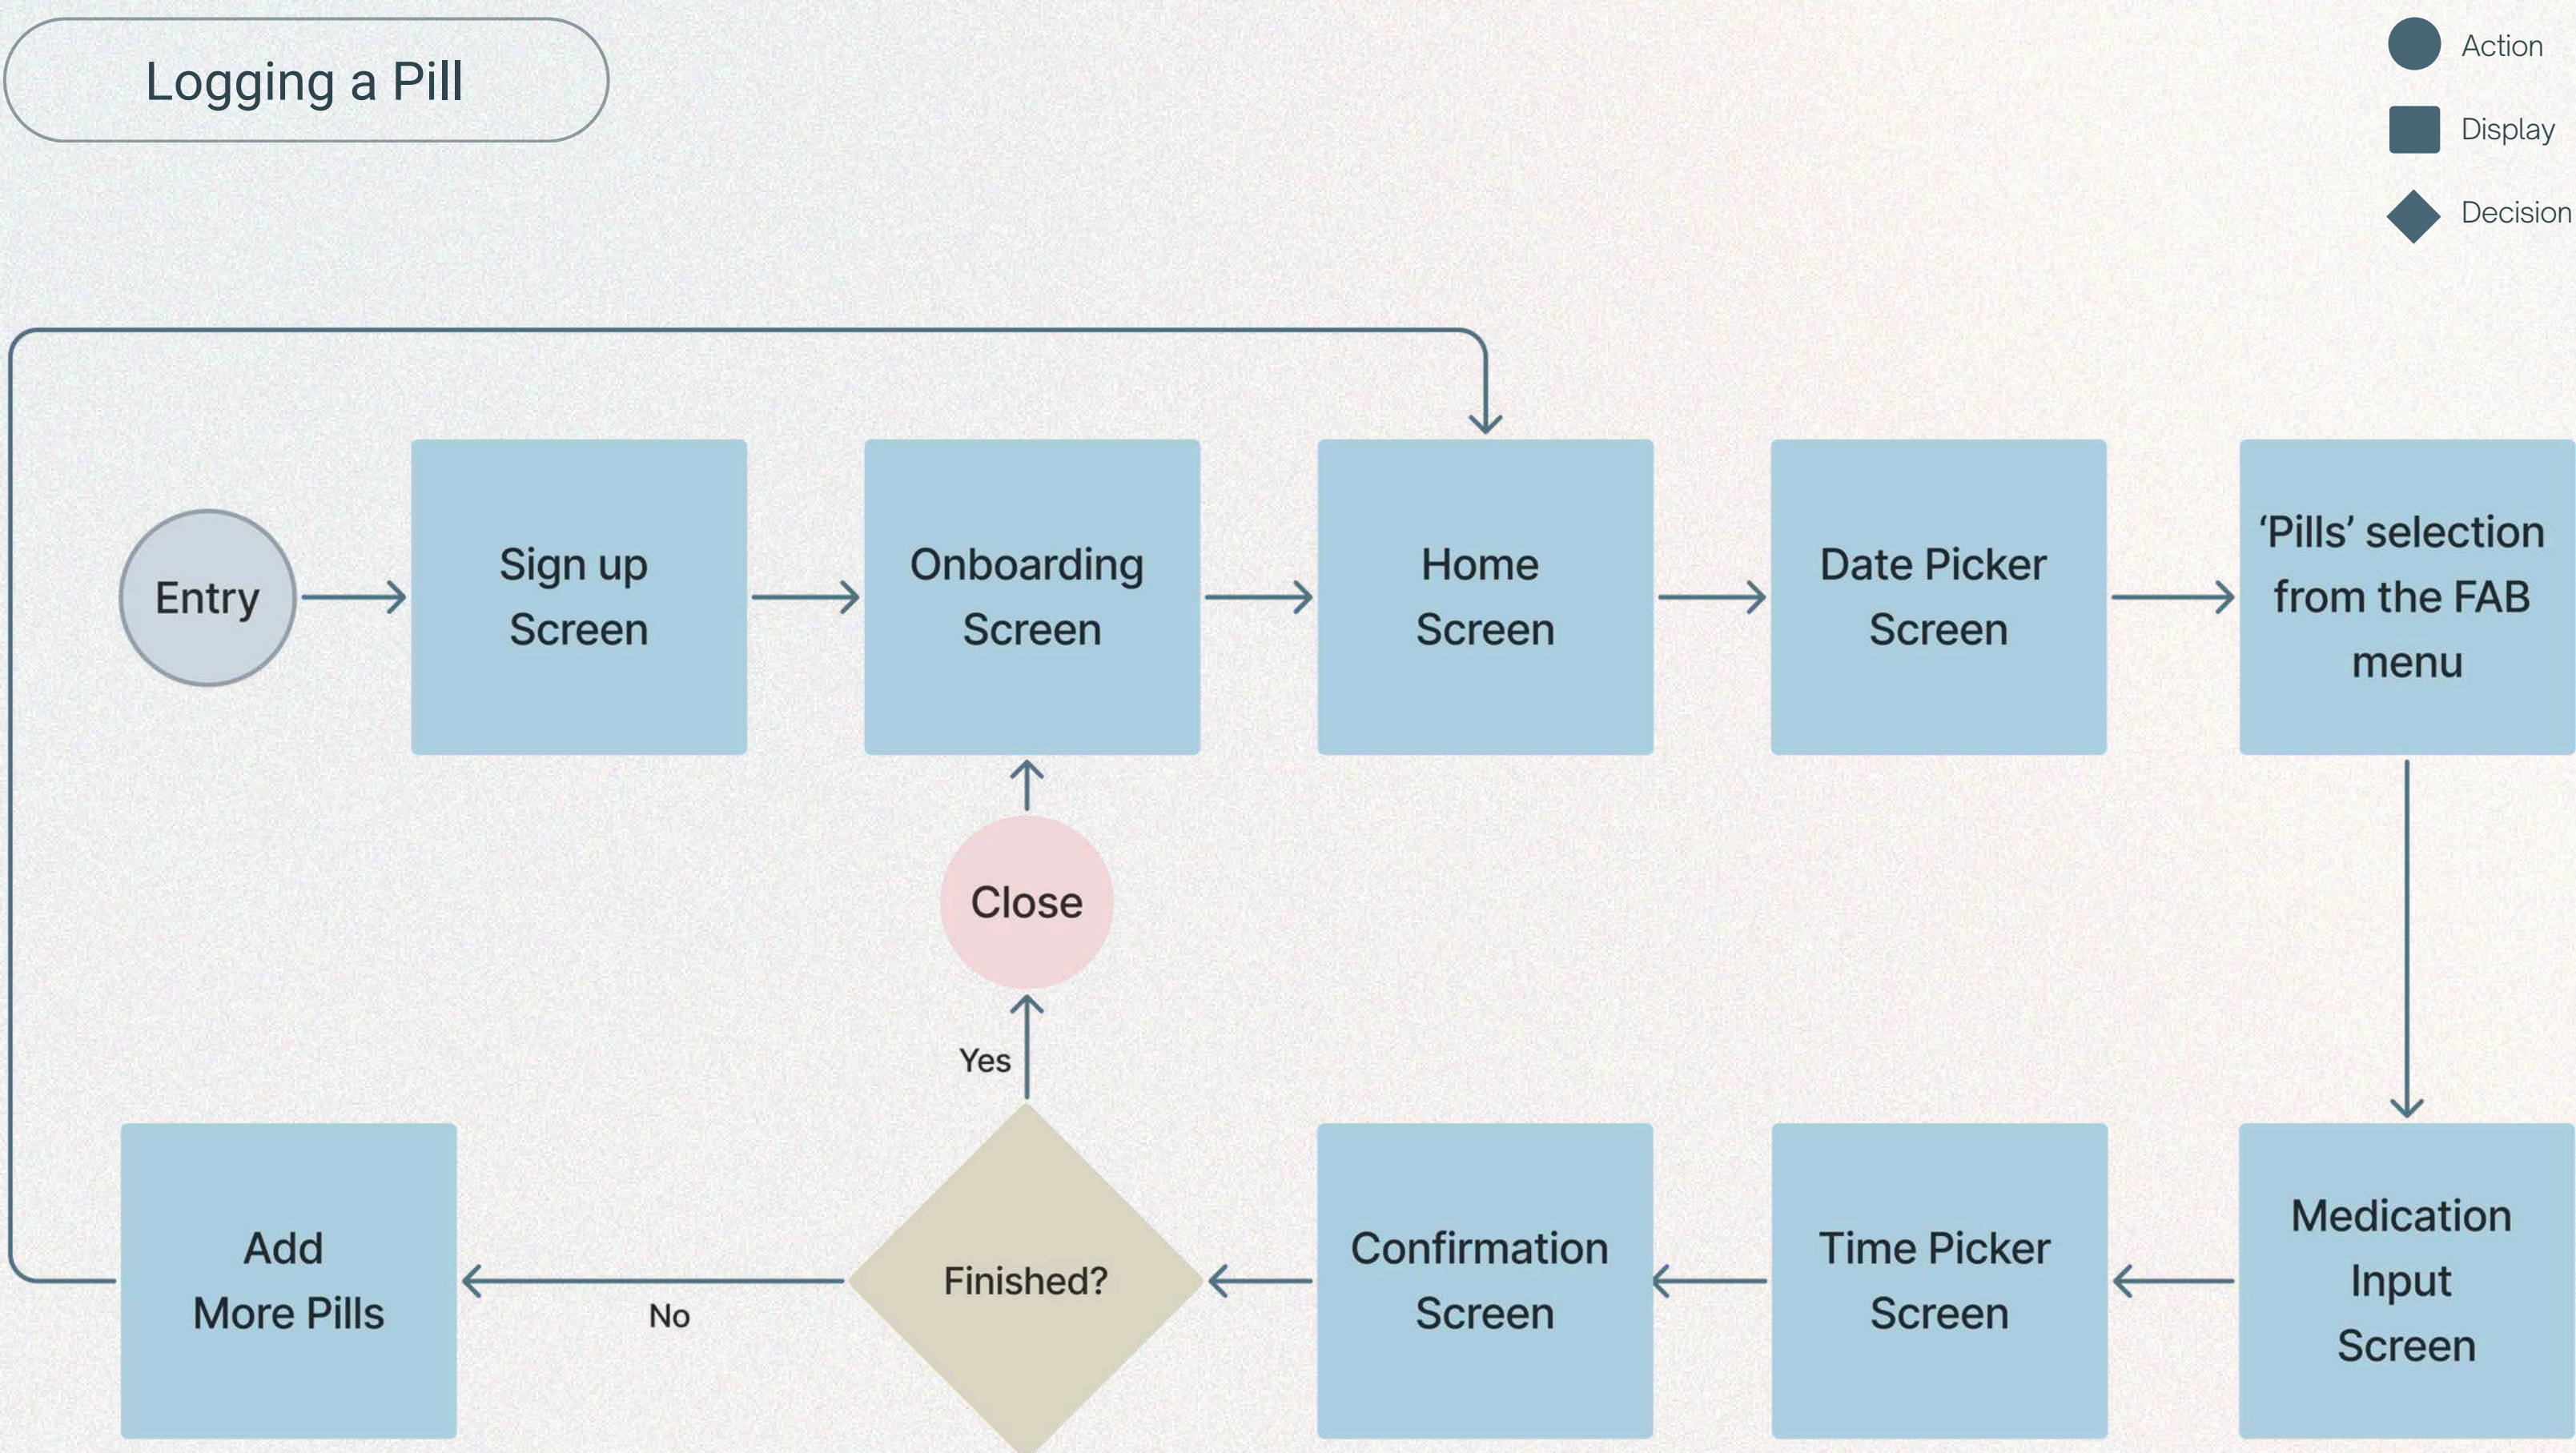 Logging a Pill
Action
Display
Decision
Entry
Sign up
Screen
Onboarding
Screen
Home
Screen
Date Picker
Screen
‘Pills’ selection
from the FAB
menu
Close
Yes
Add
More Pills
No
Finished?
Confirmation
Screen
Time Picker
Screen
Medication
Input
Screen